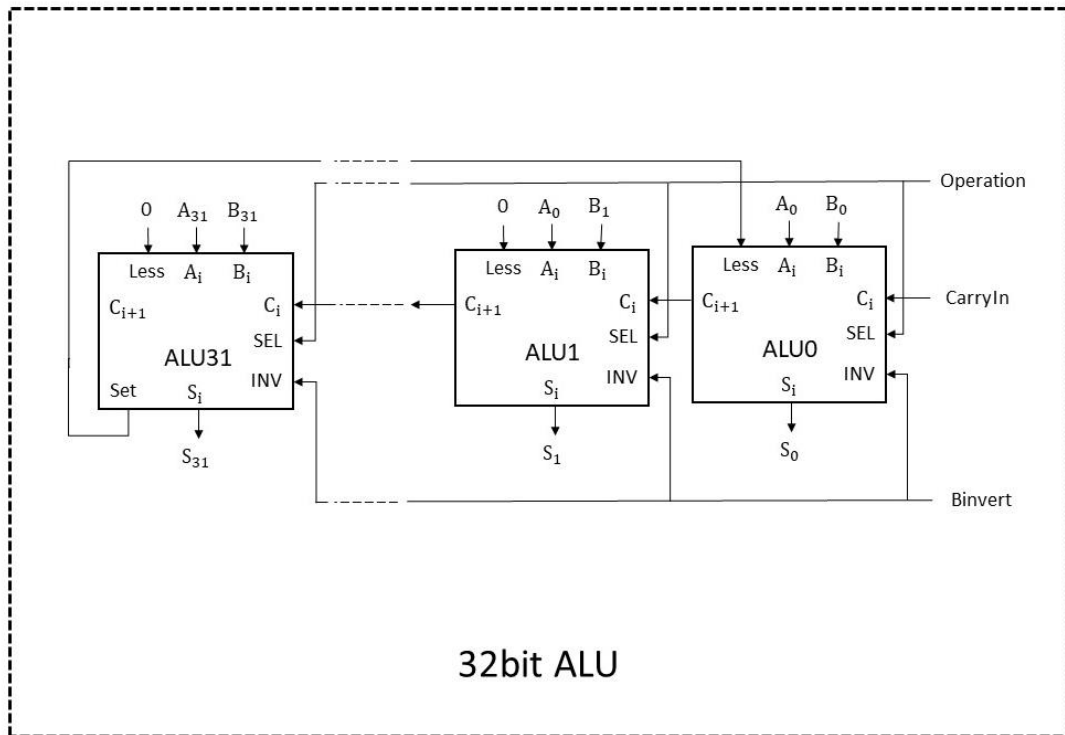 Operation
0 A₃₁ B₃₁ 0 A₀ B₁ A₀ B₀
Less Aᵢ Bᵢ Less Aᵢ Bᵢ Less Aᵢ Bᵢ
Cᵢ₊₁ Cᵢ Cᵢ₊₁ Cᵢ Cᵢ₊₁ Cᵢ CarryIn
SEL SEL SEL
ALU31 ALU1 ALU0
INV INV INV
Set Sᵢ Sᵢ Sᵢ
S₃₁ S₁ S₀
Binvert
32bit ALU